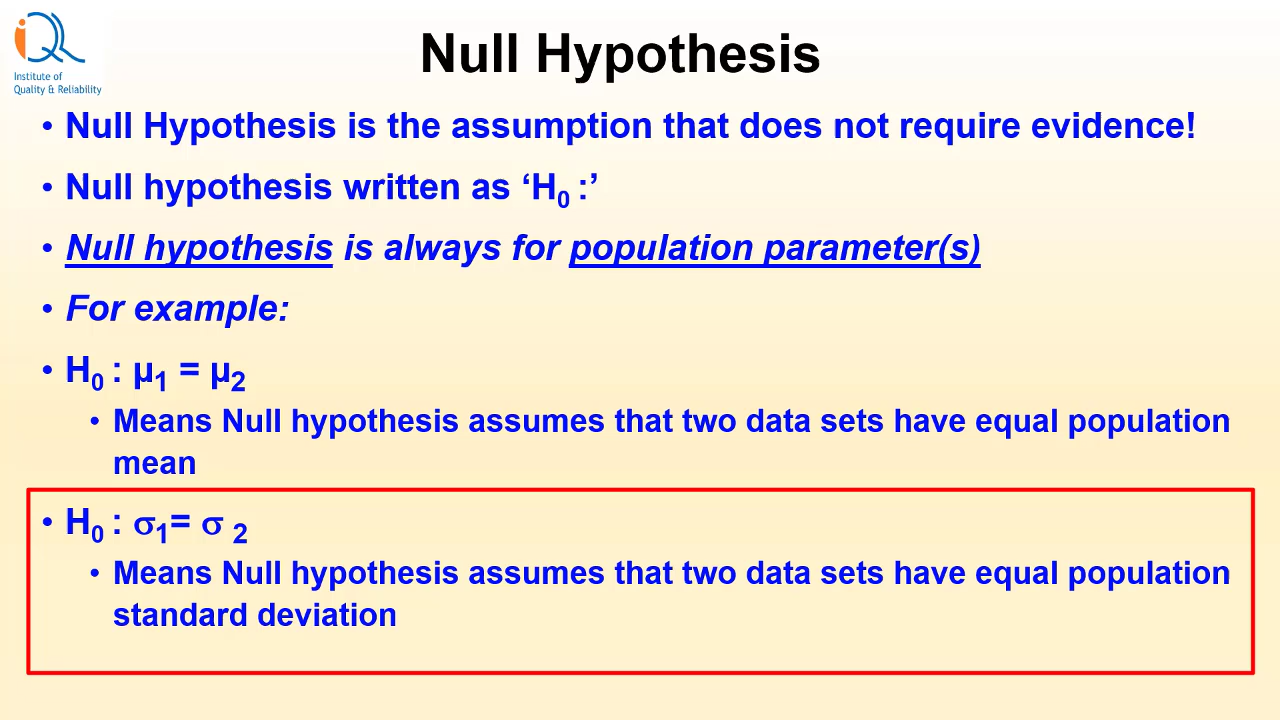 iQR
Institute of
Quality & Reliability
Null Hypothesis
• Null Hypothesis is the assumption that does not require evidence!
• Null hypothesis written as ‘H₀ :’
• Null hypothesis is always for population parameter(s)
• For example:
• H₀ : µ₁ = µ₂
• Means Null hypothesis assumes that two data sets have equal population
mean
• H₀ : σ₁= σ ₂
• Means Null hypothesis assumes that two data sets have equal population
standard deviation